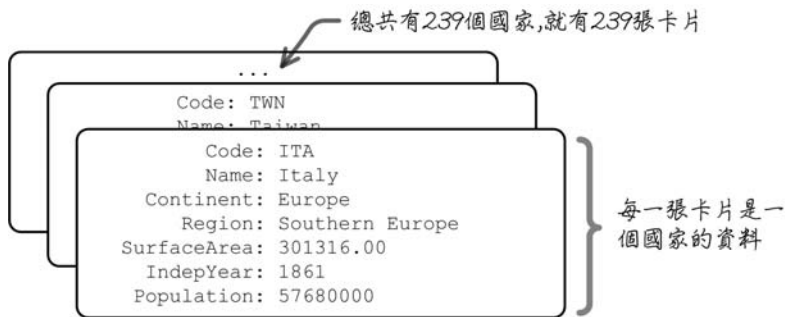 總共有239個國家,就有239張卡片
...
Code: TWN
Name: Taiwan
Code: ITA
Name: Italy
Continent: Europe
Region: Southern Europe
SurfaceArea: 301316.00
IndepYear: 1861
Population: 57680000
每一張卡片是一
個國家的資料